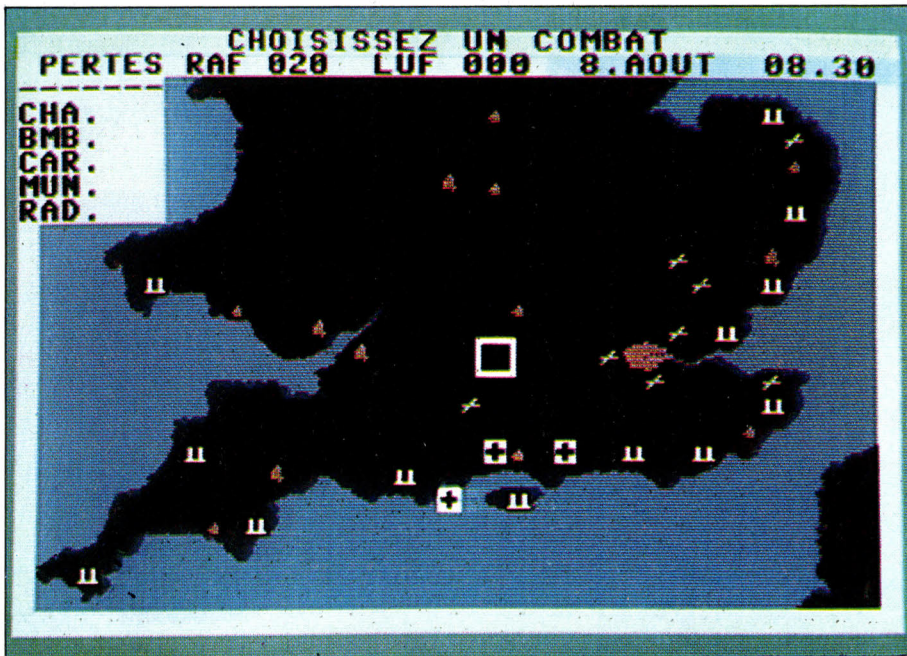 CHOISISSEZ UN COMBAT
PERTES RAF 020 LUF 000 8.AOUT 08.30
-------
CHA.
BMB.
CAR.
MUN.
RAD.